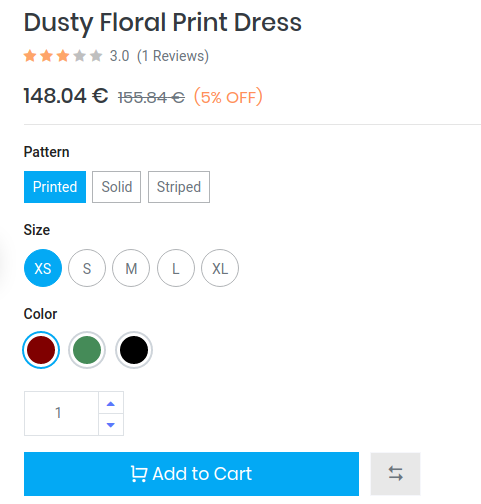 Dusty Floral Print Dress
3.0 (1 Reviews)
148.04 € 155.84 € (5% OFF)
Pattern
Printed Solid Striped
Size
XS S M L XL
Color
1
Add to Cart